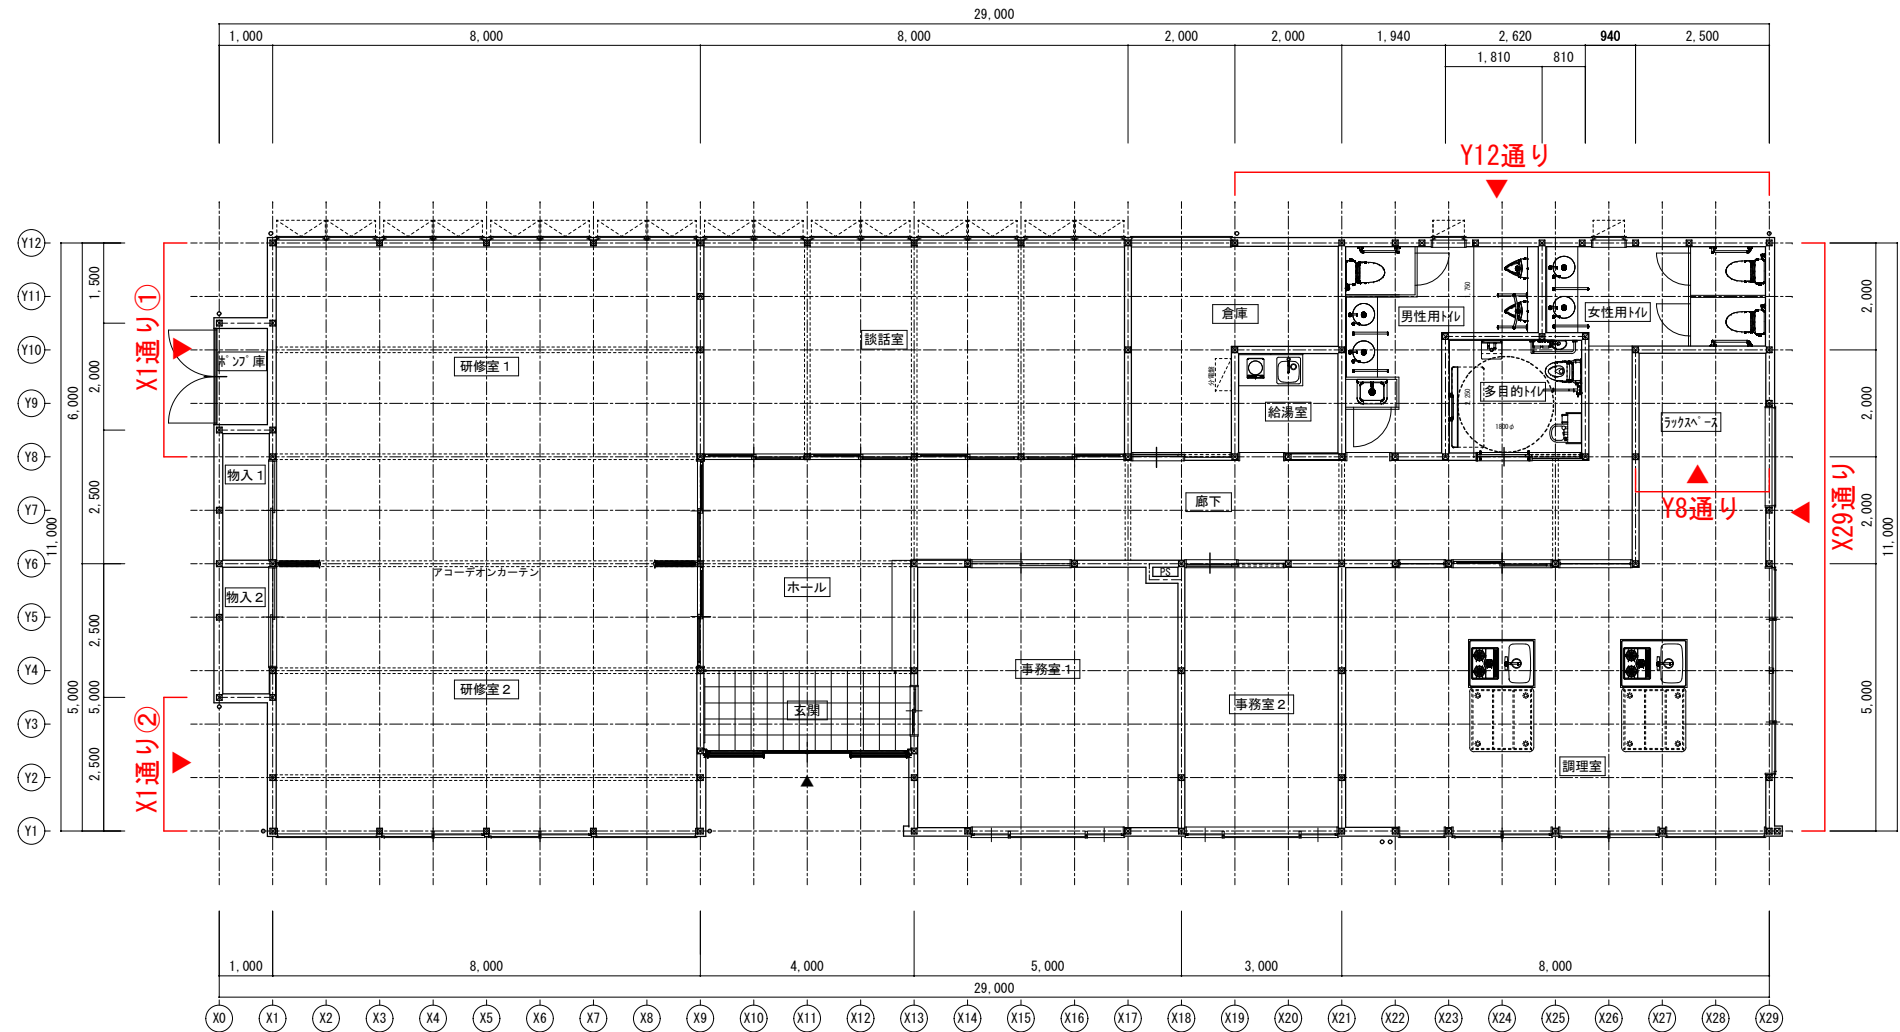 29,000
1,000 8,000 8,000 2,000 2,000 1,940 2,620 940 2,500
1,810 810
Y12通り
Y12
Y11
Y10
Y9
Y8
Y7
Y6
Y5
Y4
Y3
Y2
Y1
11,000
6,000
5,000
1,500
2,000
2,500
2,500
5,000
2,500
X1通り①
X1通り②
ポンプ庫
物入1
物入2
研修室1
アコーデオンカーテン
研修室2
談話室
ホール
玄関
倉庫
分電盤
給湯室
廊下
PS
事務室1
事務室2
男性用トイレ
750
女性用トイレ
多目的トイレ
2,250
1800φ
ラックスペース
Y8通り
調理室
X29通り
2,000
2,000
2,000
5,000
11,000
1,000 8,000 4,000 5,000 3,000 8,000
29,000
X0 X1 X2 X3 X4 X5 X6 X7 X8 X9 X10 X11 X12 X13 X14 X15 X16 X17 X18 X19 X20 X21 X22 X23 X24 X25 X26 X27 X28 X29